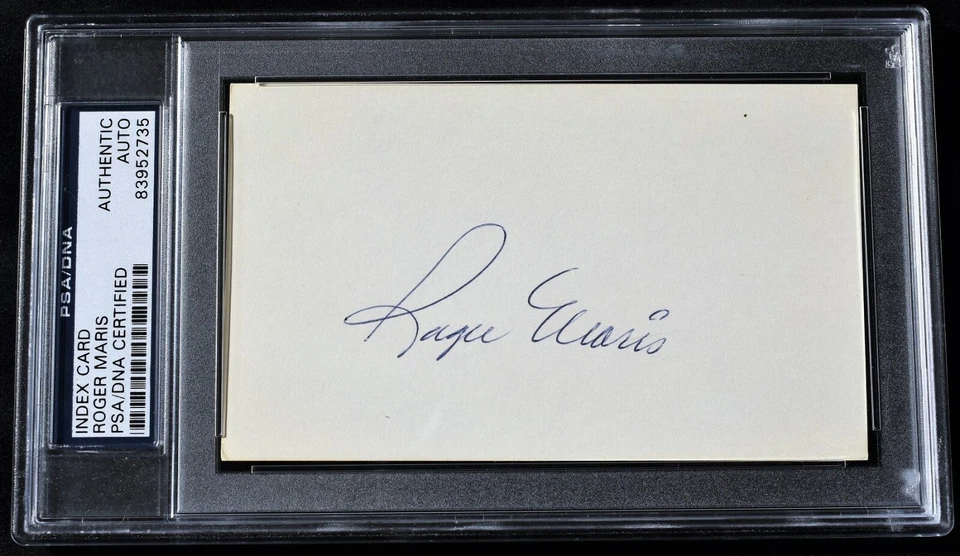 PSA/DNA
INDEX CARD
ROGER MARIS
PSA/DNA CERTIFIED
AUTHENTIC
AUTO
83952735
Roger Maris